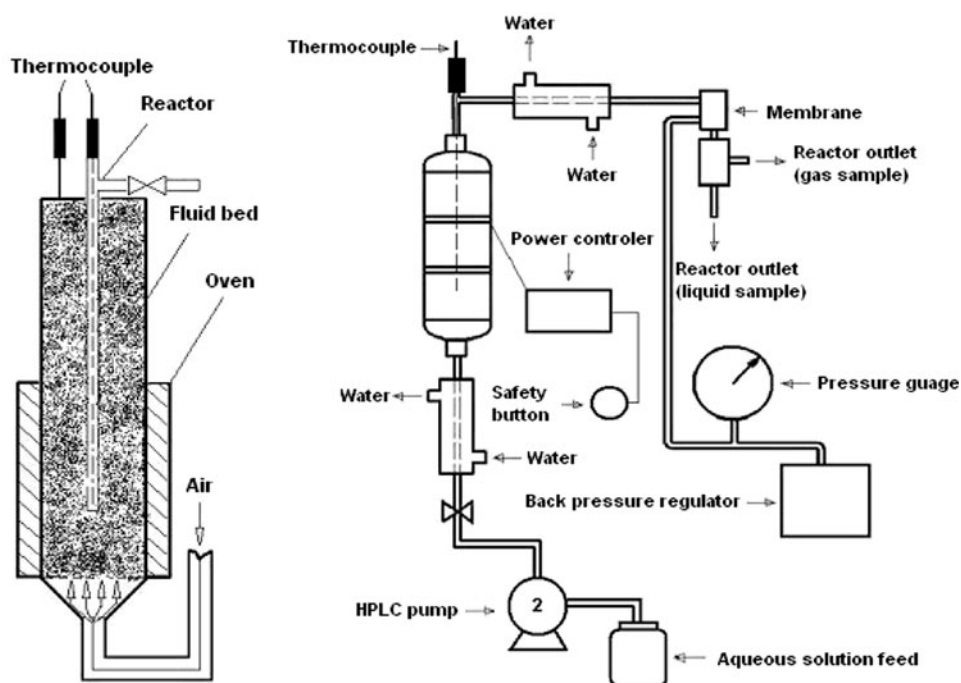 Thermocouple
Reactor
Fluid bed
Oven
Air
Water
Thermocouple
Membrane
Water
Reactor outlet
(gas sample)
Power controler
Reactor outlet
(liquid sample)
Water
Safety
button
Pressure guage
Water
Back pressure regulator
HPLC pump
2
Aqueous solution feed